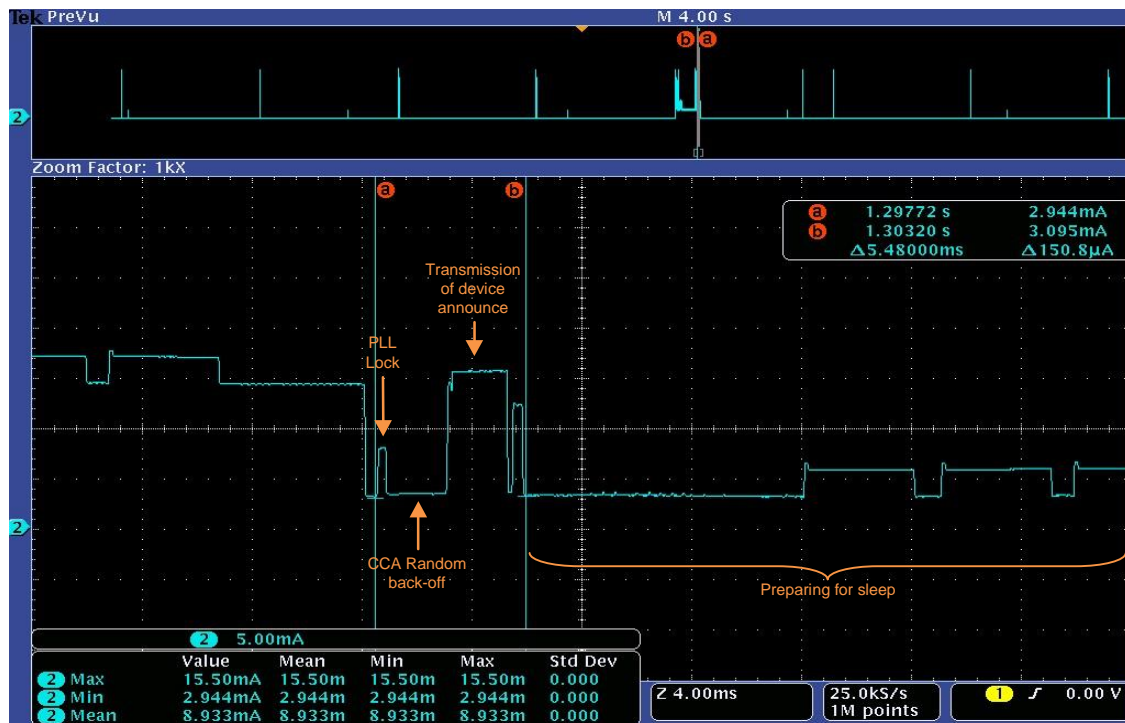 Tek PreVu
M 4.00 s
b a
2
Zoom Factor: 1kX
a
b
a 1.29772 s 2.944mA
b 1.30320 s 3.095mA
Δ5.48000ms Δ150.8µA
Transmission
of device
announce
PLL
Lock
2
CCA Random
back-off
Preparing for sleep
2 5.00mA
Value Mean Min Max Std Dev
2 Max 15.50mA 15.50m 15.50m 15.50m 0.000
2 Min 2.944mA 2.944m 2.944m 2.944m 0.000
2 Mean 8.933mA 8.933m 8.933m 8.933m 0.000
Z 4.00ms
25.0kS/s
1M points
1 0.00 V